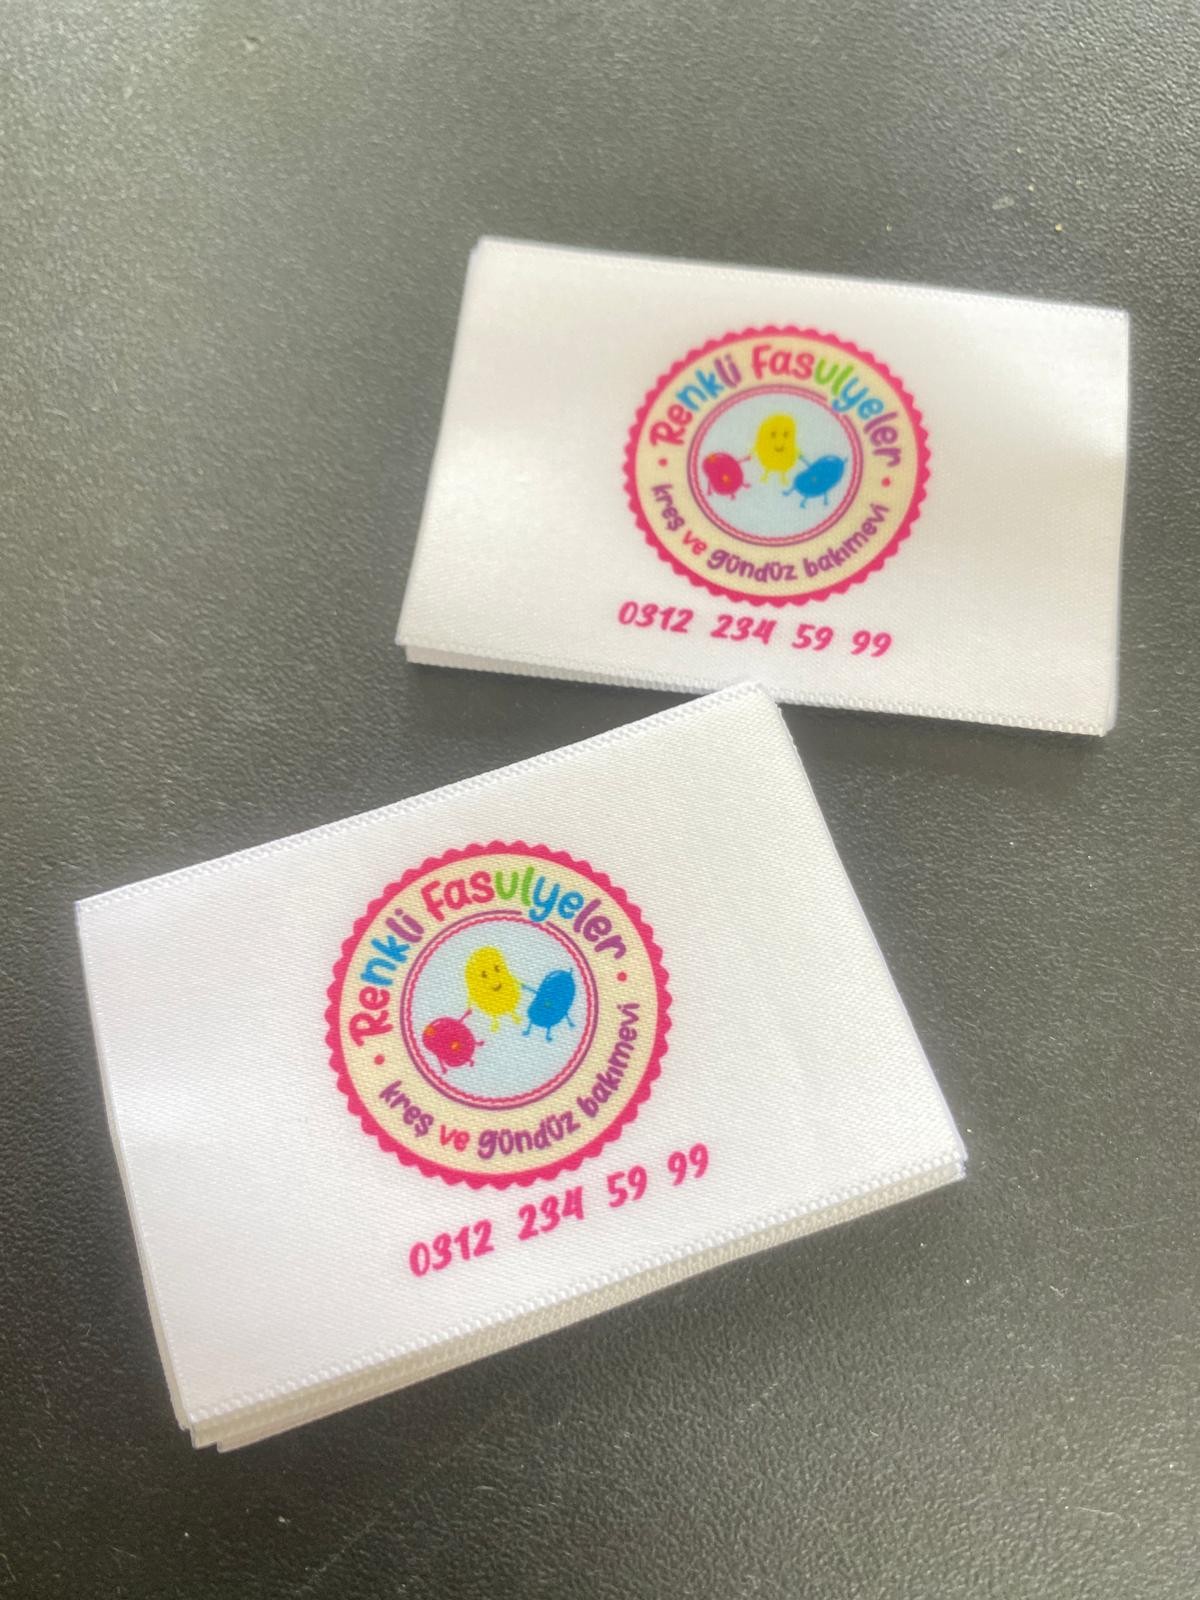 Renkli Fasulyeler
kreş ve gündüz bakımevi
0312 234 59 99
Renkli Fasulyeler
kreş ve gündüz bakımevi
0312 234 59 99